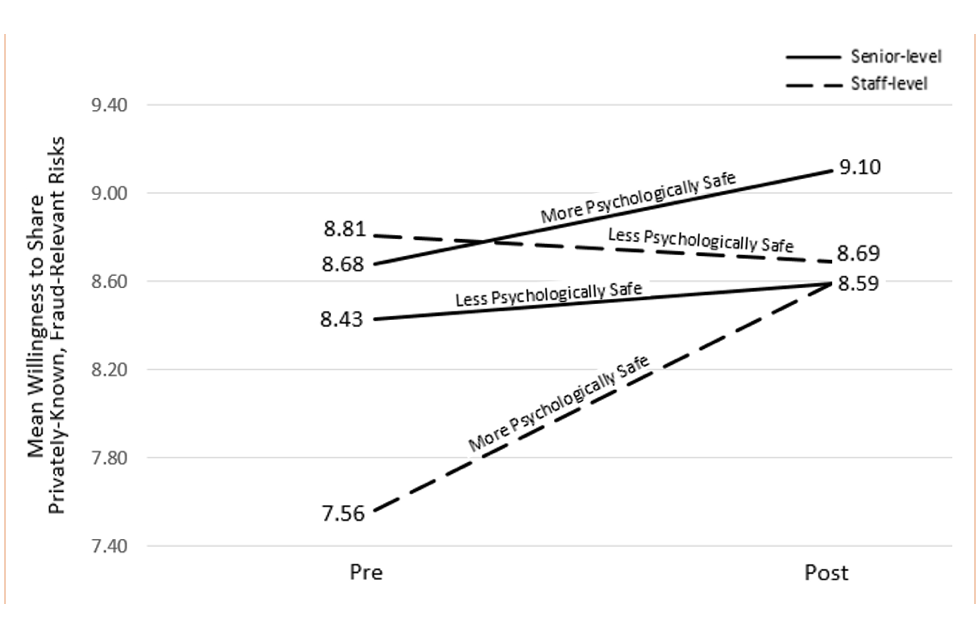 Senior-level
Staff-level
Mean Willingness to Share
Privately-Known, Fraud-Relevant Risks
9.40
9.00
8.60
8.20
7.80
7.40
8.81
8.68
8.43
7.56
More Psychologically Safe
Less Psychologically Safe
Less Psychologically Safe
More Psychologically Safe
9.10
8.69
8.59
Pre
Post